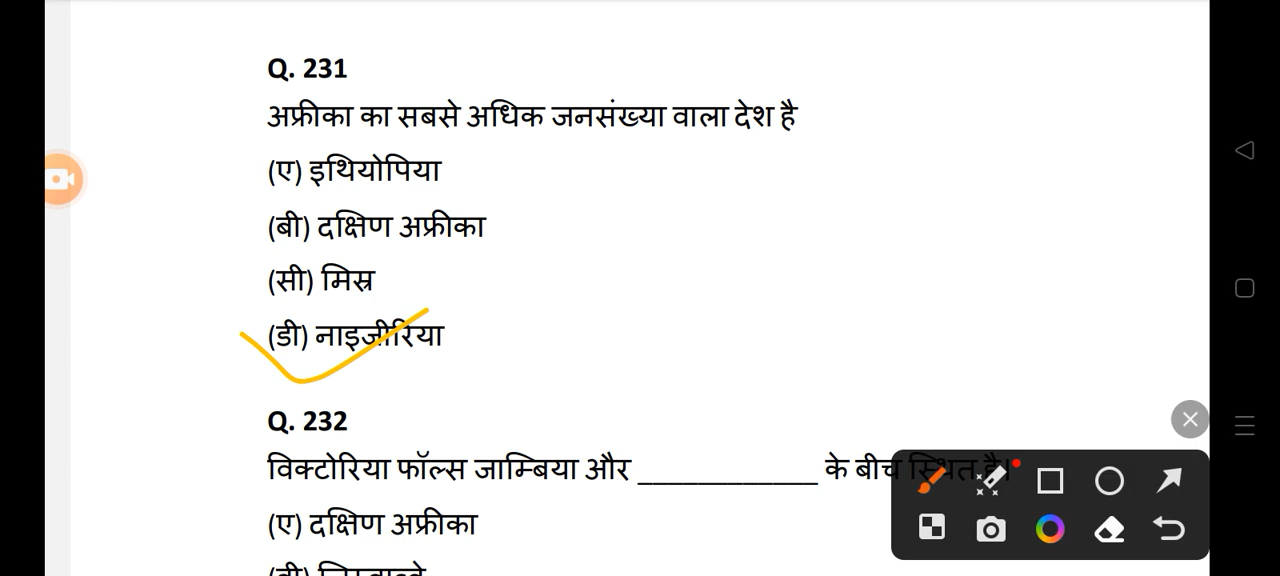 Q. 231
अफ्रीका का सबसे अधिक जनसंख्या वाला देश है
(ए) इथियोपिया
(बी) दक्षिण अफ्रीका
(सी) मिस्र
(डी) नाइजीरिया
Q. 232
विक्टोरिया फॉल्स जाम्बिया और ____________ के बीच स्थित है।
(ए) दक्षिण अफ्रीका
(बी) जिम्बाब्वे